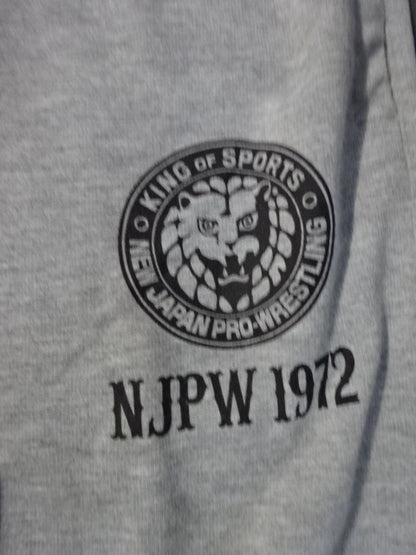 KING OF SPORTS
NEW JAPAN PRO-WRESTLING
NJPW 1972